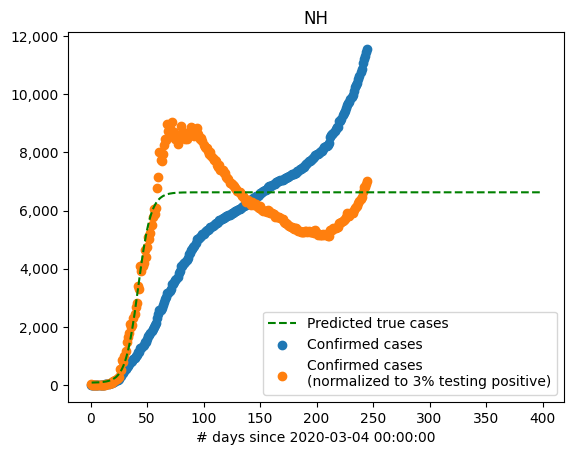 NH
12,000
10,000
8,000
6,000
4,000
2,000
0
Predicted true cases
Confirmed cases
Confirmed cases
(normalized to 3% testing positive)
0 50 100 150 200 250 300 350 400
# days since 2020-03-04 00:00:00